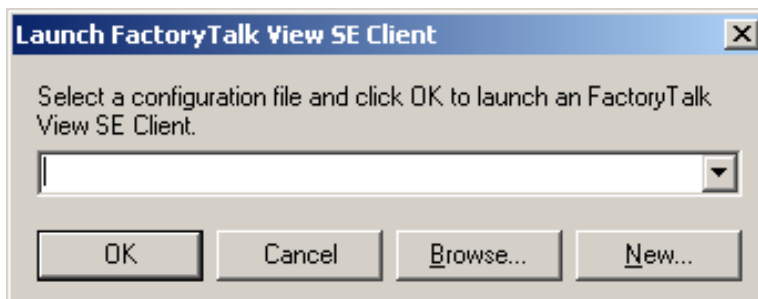 Launch FactoryTalk View SE Client
Select a configuration file and click OK to launch an FactoryTalk
View SE Client.
OK Cancel Browse... New...